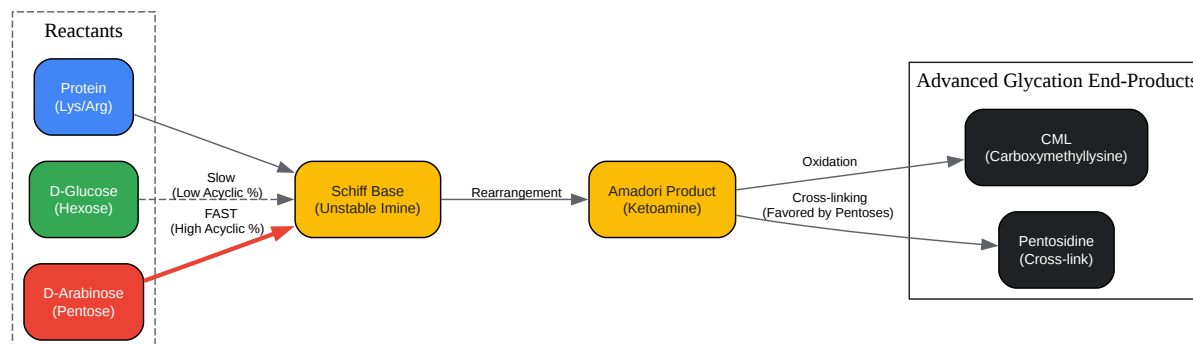 Reactants
Protein
(Lys/Arg)
D-Glucose
(Hexose)
D-Arabinose
(Pentose)
Slow
(Low Acyclic %)
FAST
(High Acyclic %)
Schiff Base
(Unstable Imine)
Rearrangement
Amadori Product
(Ketoamine)
Oxidation
Cross-linking
(Favored by Pentoses)
Advanced Glycation End-Products
CML
(Carboxymethyllysine)
Pentosidine
(Cross-link)